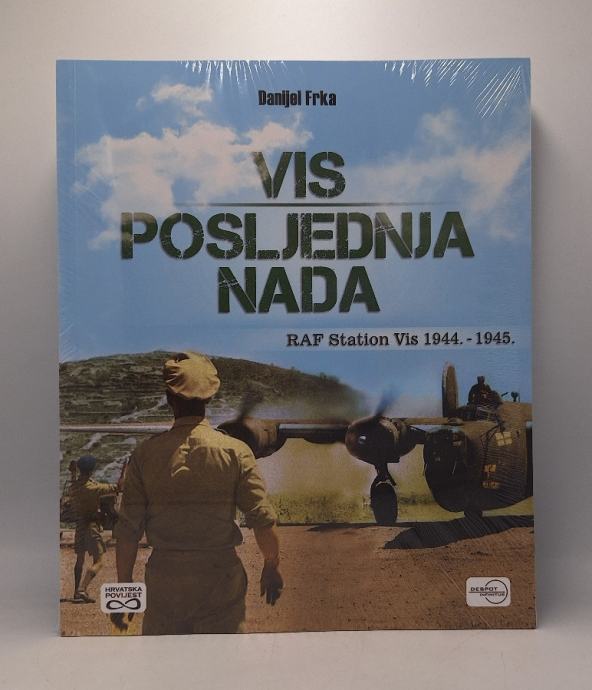 Danijel Frka
VIS
POSLJEDNJA
NADA
RAF Station Vis 1944. - 1945.
HRVATSKA
POVIJEST
DESPOT
INFINITUS